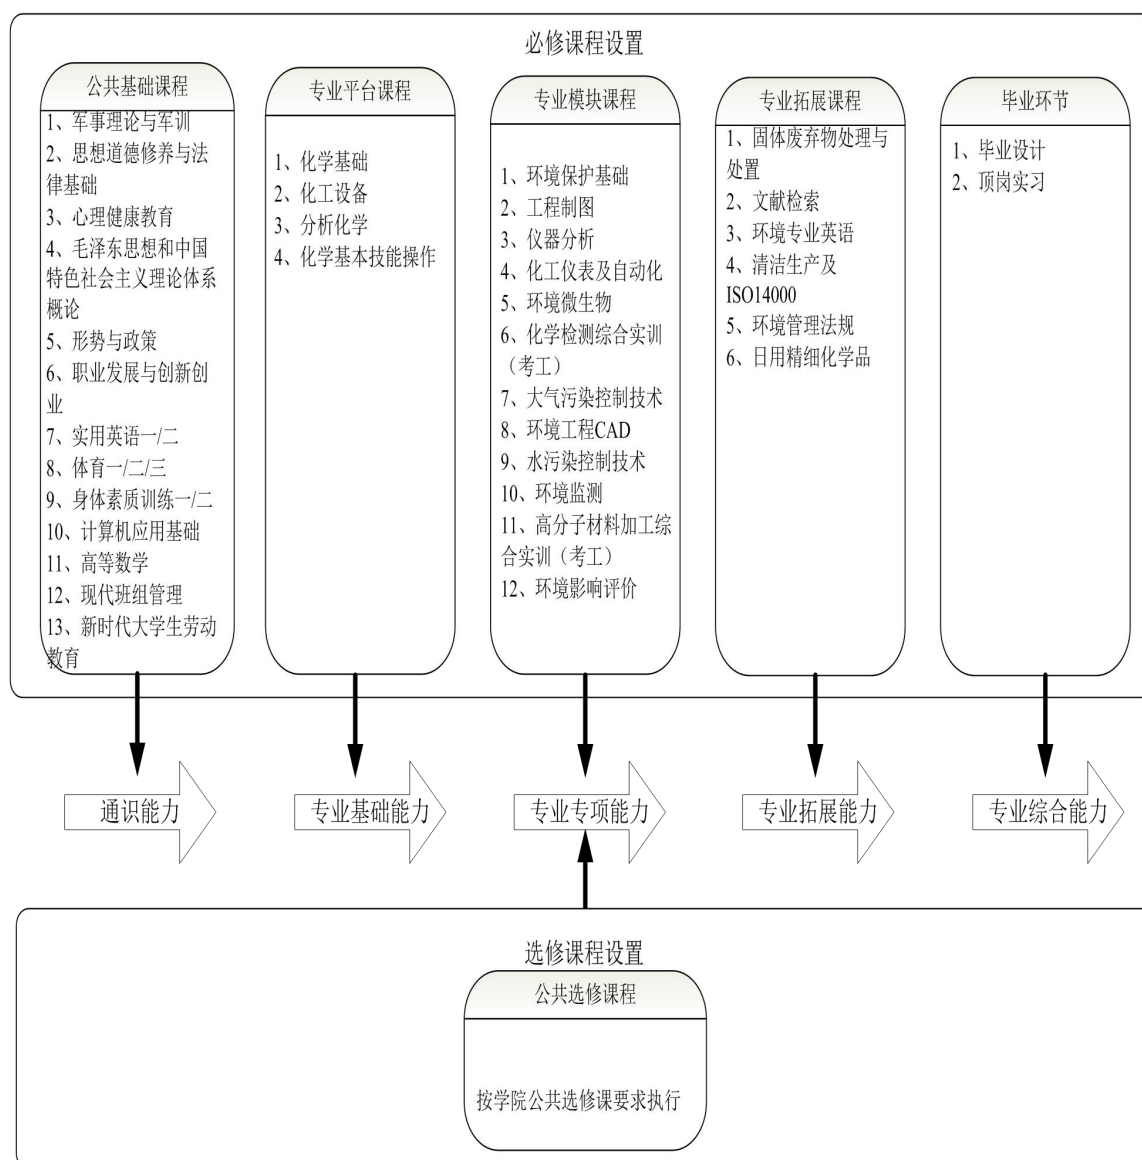 必修课程设置
公共基础课程
1、军事理论与军训
2、思想道德修养与法
律基础
3、心理健康教育
4、毛泽东思想和中国
特色社会主义理论体系
概论
5、形势与政策
6、职业发展与创新创
业
7、实用英语一/二
8、体育一/二/三
9、身体素质训练一/二
10、计算机应用基础
11、高等数学
12、现代班组管理
13、新时代大学生劳动
教育
专业平台课程
1、化学基础
2、化工设备
3、分析化学
4、化学基本技能操作
专业模块课程
1、环境保护基础
2、工程制图
3、仪器分析
4、化工仪表及自动化
5、环境微生物
6、化学检测综合实训
（考工）
7、大气污染控制技术
8、环境工程CAD
9、水污染控制技术
10、环境监测
11、高分子材料加工综
合实训（考工）
12、环境影响评价
专业拓展课程
1、固体废弃物处理与
处置
2、文献检索
3、环境专业英语
4、清洁生产及
ISO14000
5、环境管理法规
6、日用精细化学品
毕业环节
1、毕业设计
2、顶岗实习
通识能力
专业基础能力
专业专项能力
专业拓展能力
专业综合能力
选修课程设置
公共选修课程
按学院公共选修课要求执行